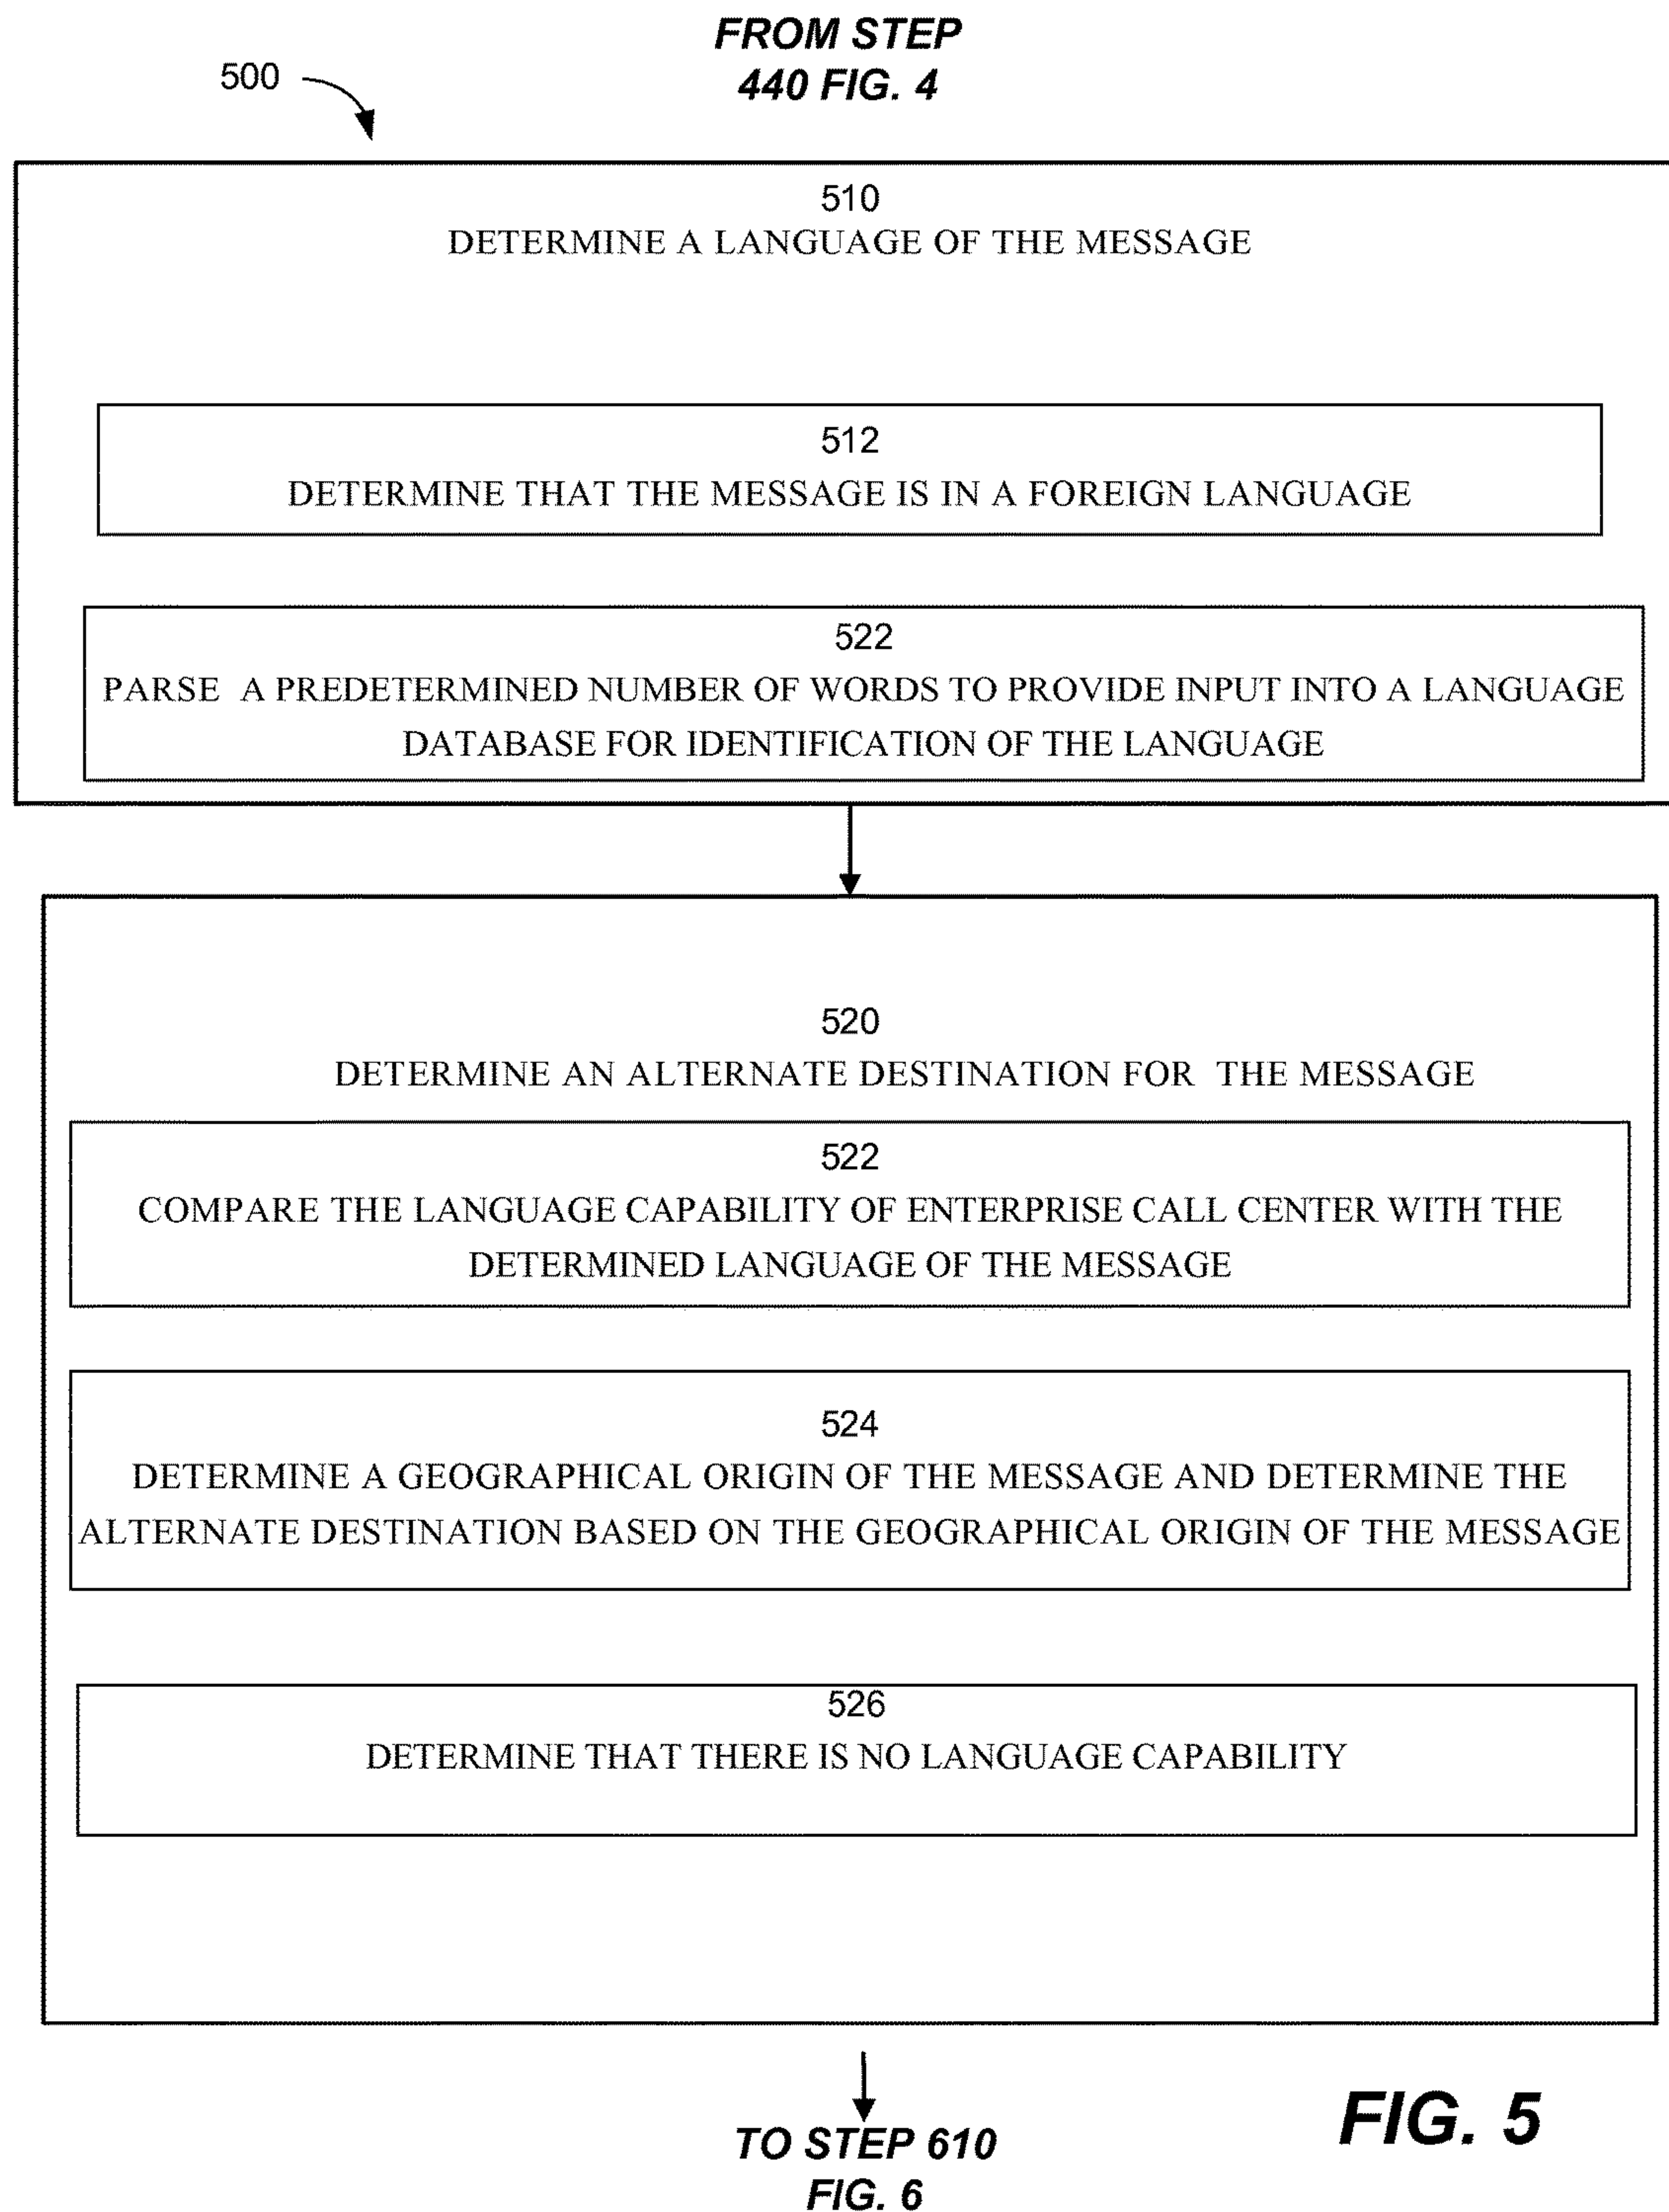 FROM STEP
440 FIG. 4
500
510
DETERMINE A LANGUAGE OF THE MESSAGE
512
DETERMINE THAT THE MESSAGE IS IN A FOREIGN LANGUAGE
522
PARSE A PREDETERMINED NUMBER OF WORDS TO PROVIDE INPUT INTO A LANGUAGE
DATABASE FOR IDENTIFICATION OF THE LANGUAGE
520
DETERMINE AN ALTERNATE DESTINATION FOR THE MESSAGE
522
COMPARE THE LANGUAGE CAPABILITY OF ENTERPRISE CALL CENTER WITH THE
DETERMINED LANGUAGE OF THE MESSAGE
524
DETERMINE A GEOGRAPHICAL ORIGIN OF THE MESSAGE AND DETERMINE THE
ALTERNATE DESTINATION BASED ON THE GEOGRAPHICAL ORIGIN OF THE MESSAGE
526
DETERMINE THAT THERE IS NO LANGUAGE CAPABILITY
TO STEP 610
FIG. 6
FIG. 5